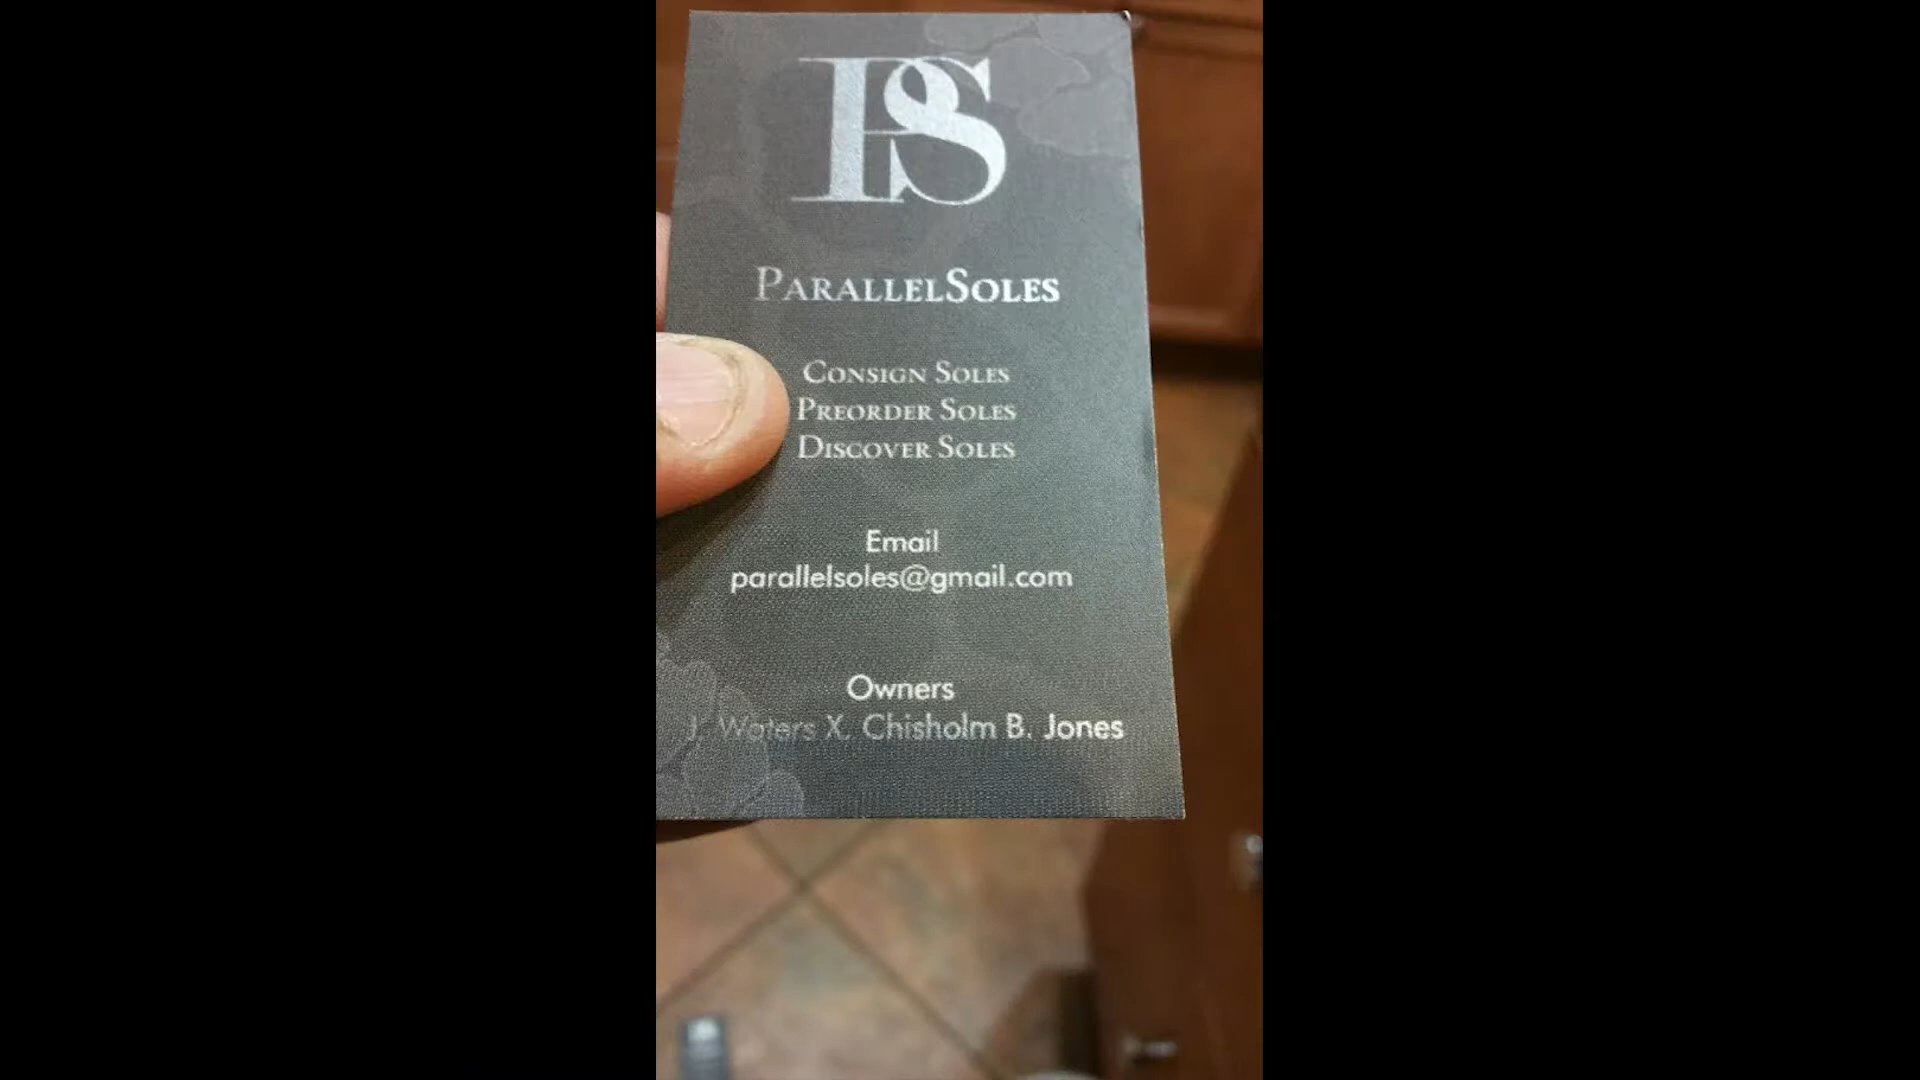 PS
ParallelSoles
Consign Soles
Preorder Soles
Discover Soles
Email
parallelsoles@gmail.com
Owners
J. Waters X. Chisholm B. Jones